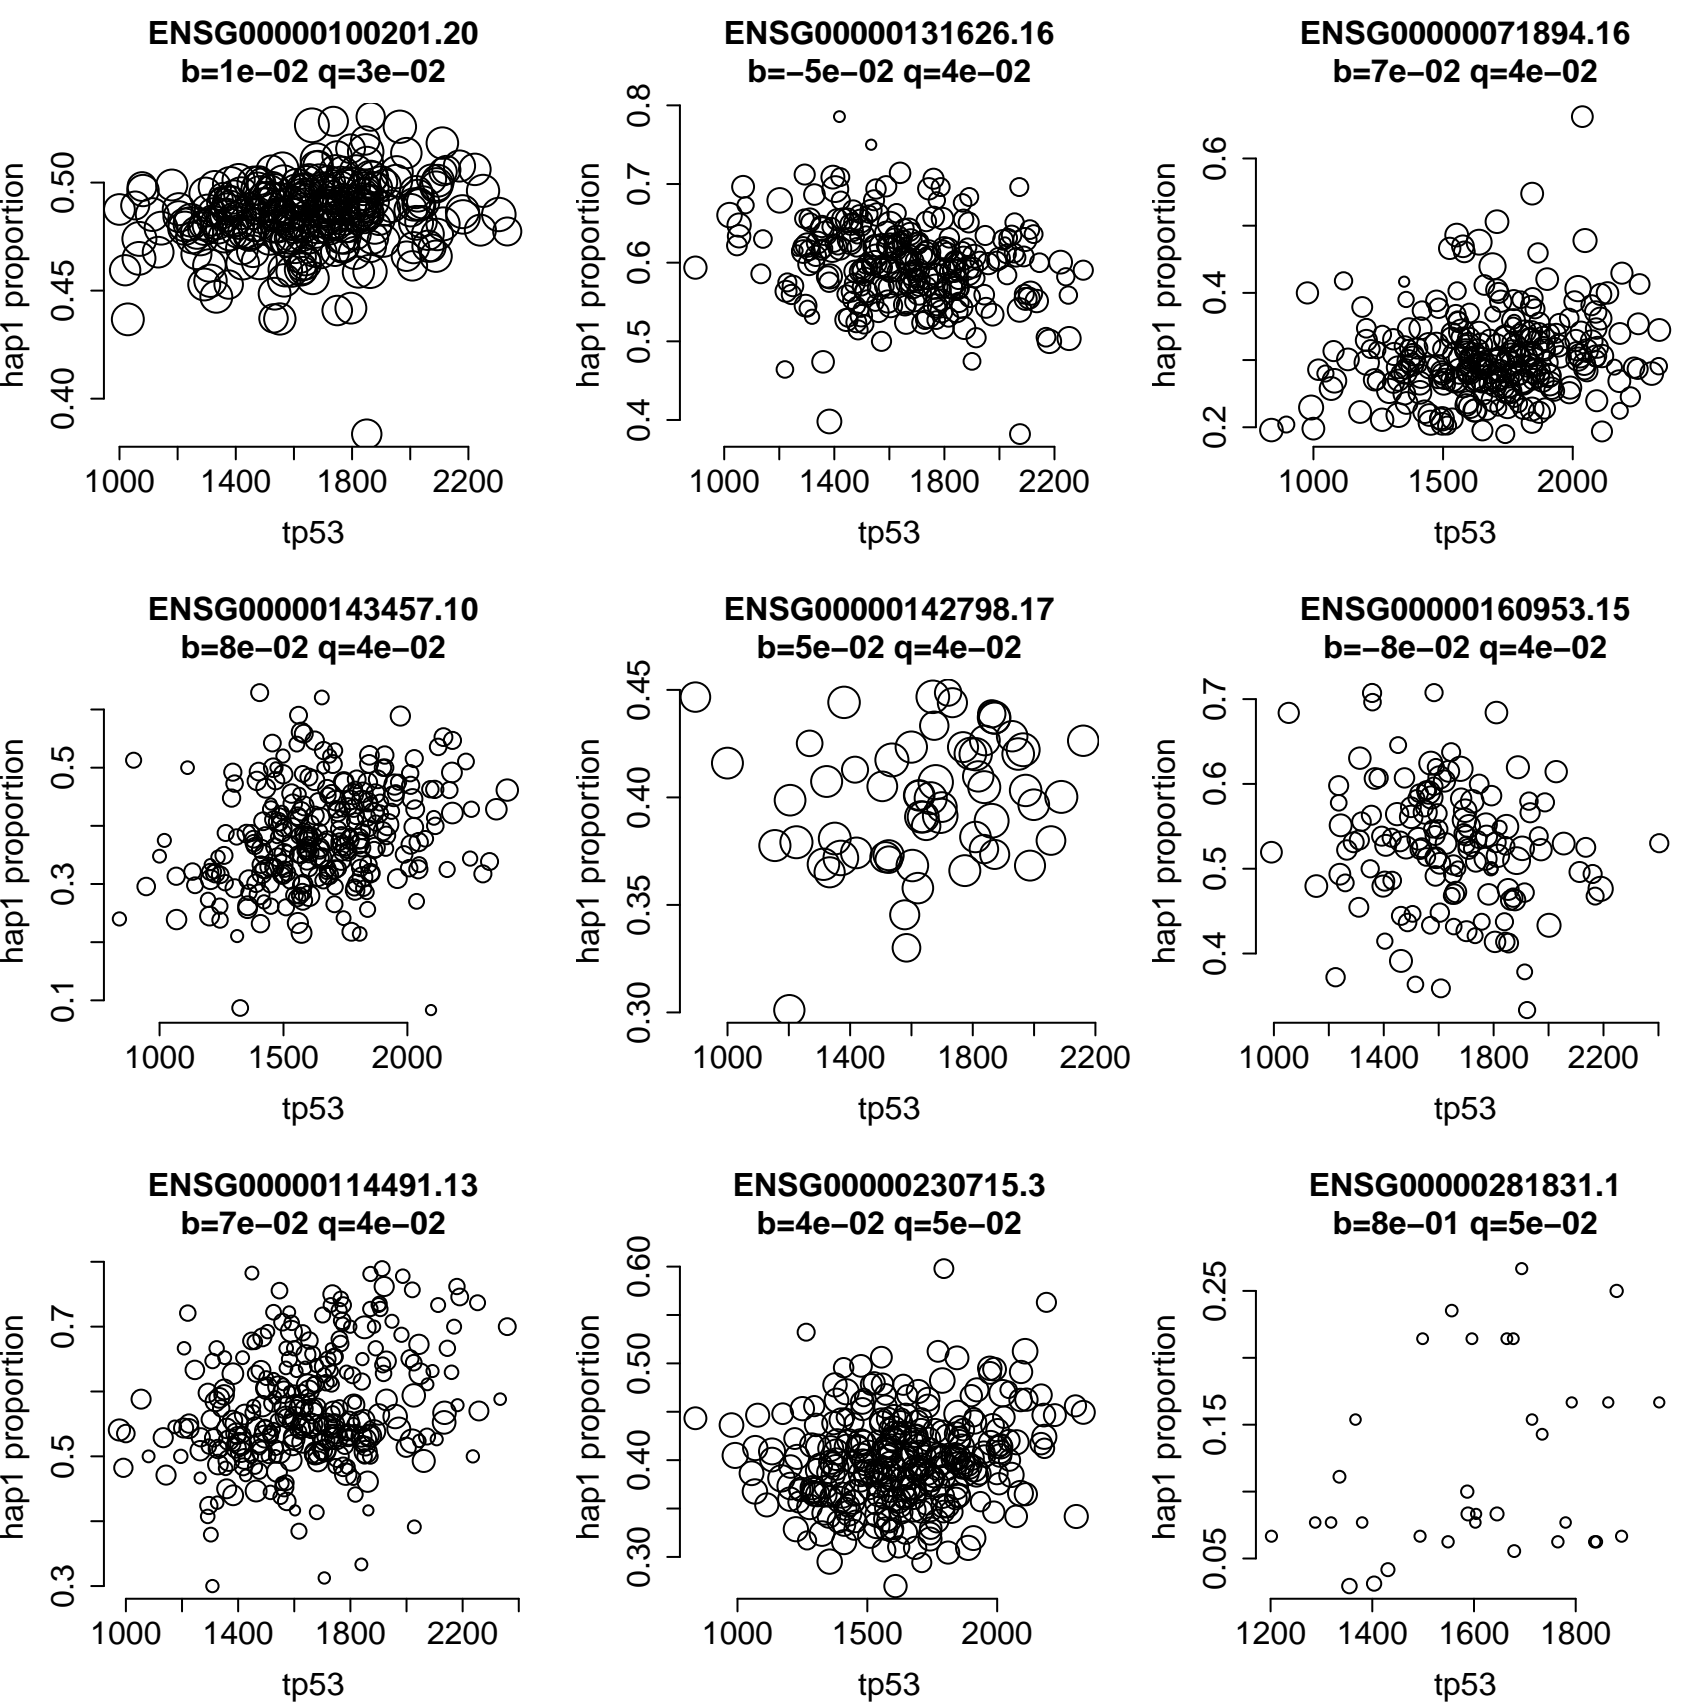 ENSG00000100201.20
b=1e−02 q=3e−02
hap1 proportion
0.40 0.45 0.50
1000 1400 1800 2200
tp53
ENSG00000131626.16
b=−5e−02 q=4e−02
hap1 proportion
0.4 0.5 0.6 0.7 0.8
1000 1400 1800 2200
tp53
ENSG00000071894.16
b=7e−02 q=4e−02
hap1 proportion
0.2 0.4 0.6
1000 1500 2000
tp53
ENSG00000143457.10
b=8e−02 q=4e−02
hap1 proportion
0.1 0.3 0.5
1000 1500 2000
tp53
ENSG00000142798.17
b=5e−02 q=4e−02
hap1 proportion
0.30 0.35 0.40 0.45
1000 1400 1800 2200
tp53
ENSG00000160953.15
b=−8e−02 q=4e−02
hap1 proportion
0.4 0.5 0.6 0.7
1000 1400 1800 2200
tp53
ENSG00000114491.13
b=7e−02 q=4e−02
hap1 proportion
0.3 0.5 0.7
1000 1400 1800 2200
tp53
ENSG00000230715.3
b=4e−02 q=5e−02
hap1 proportion
0.30 0.40 0.50 0.60
1000 1500 2000
tp53
ENSG00000281831.1
b=8e−01 q=5e−02
hap1 proportion
0.05 0.15 0.25
1200 1400 1600 1800
tp53